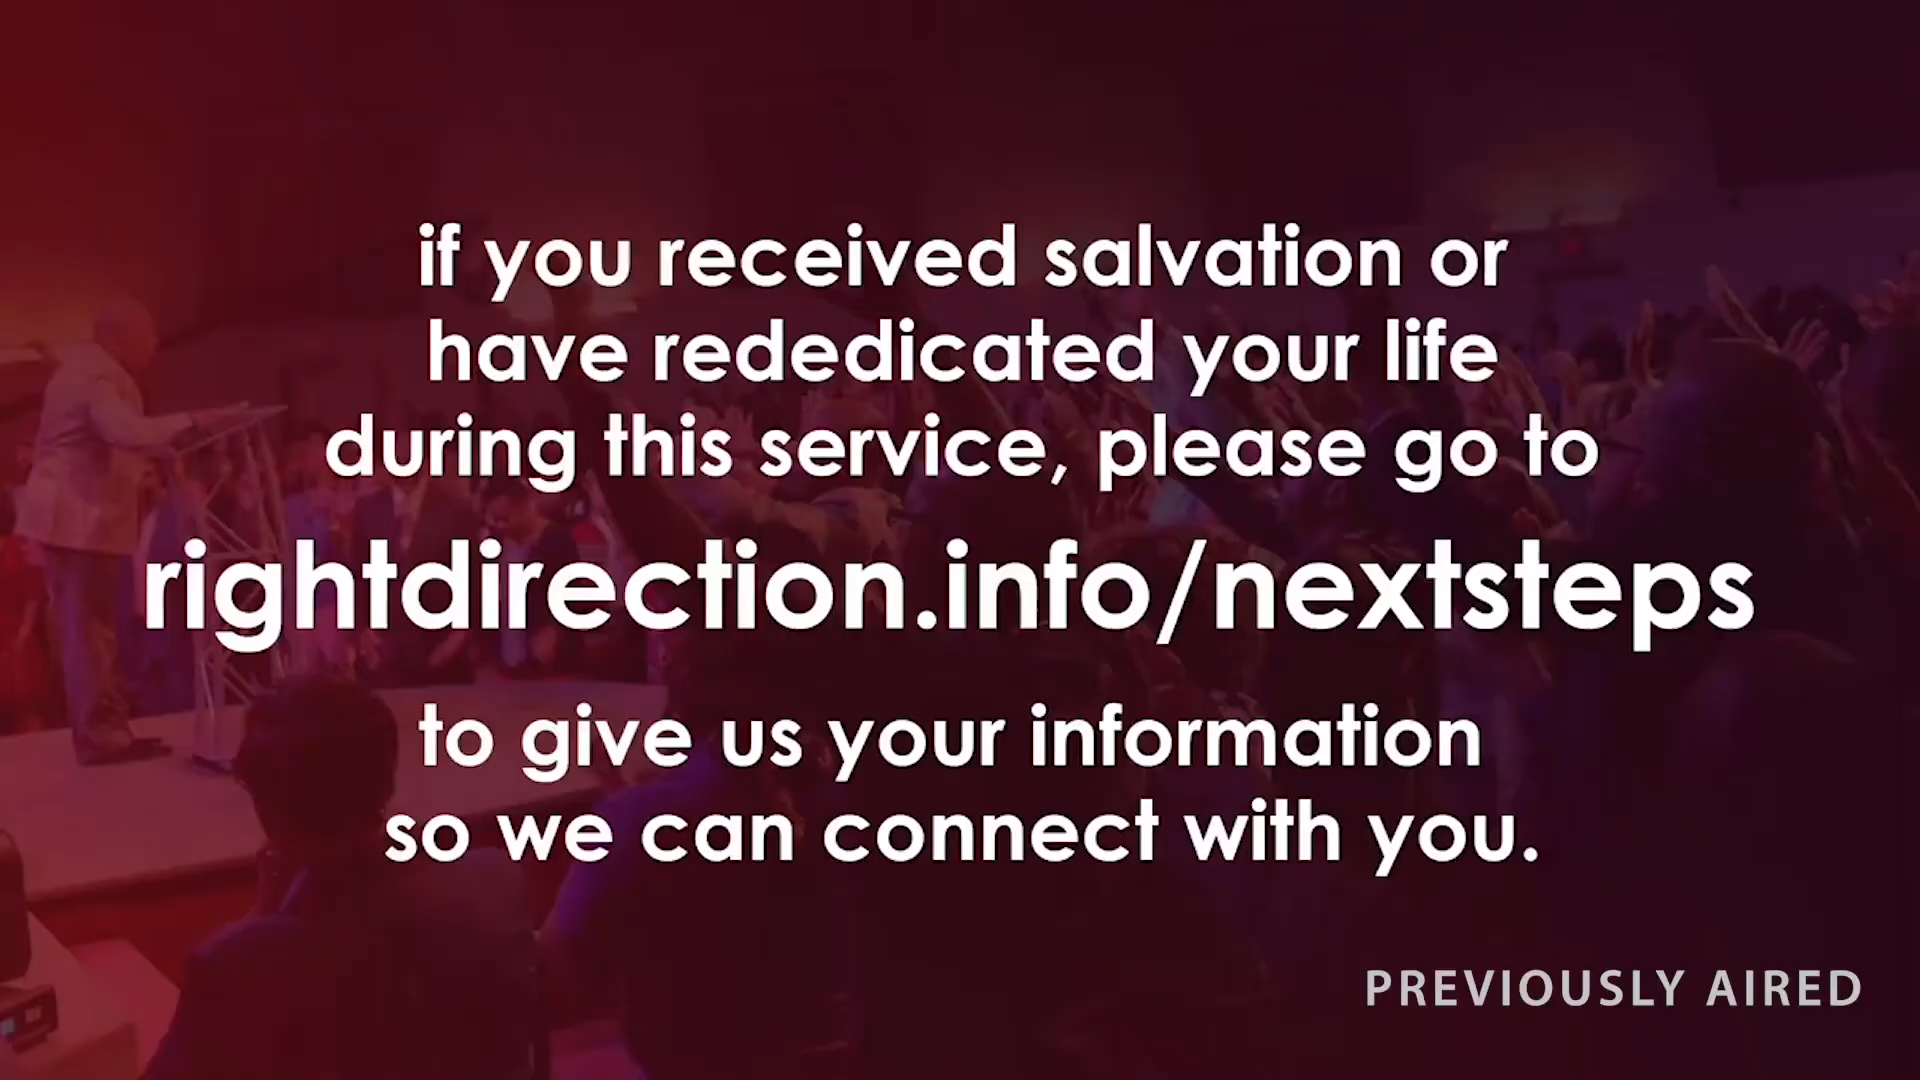 if you received salvation or
have rededicated your life
during this service, please go to
rightdirection.info/nextsteps
to give us your information
so we can connect with you.
PREVIOUSLY AIRED